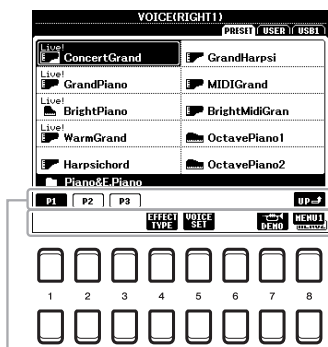 VOICE(RIGHT1)
PRESET USER USB1
Live!
ConcertGrand
GrandHarpsi
Live!
GrandPiano
MIDIGrand
Live!
BrightPiano
BrightMidiGran
Live!
WarmGrand
OctavePiano1
Harpsichord
OctavePiano2
Piano&E.Piano
P1 P2 P3 UP
EFFECT TYPE
VOICE SET
DEMO
MENU1
MENU2
1 2 3 4 5 6 7 8